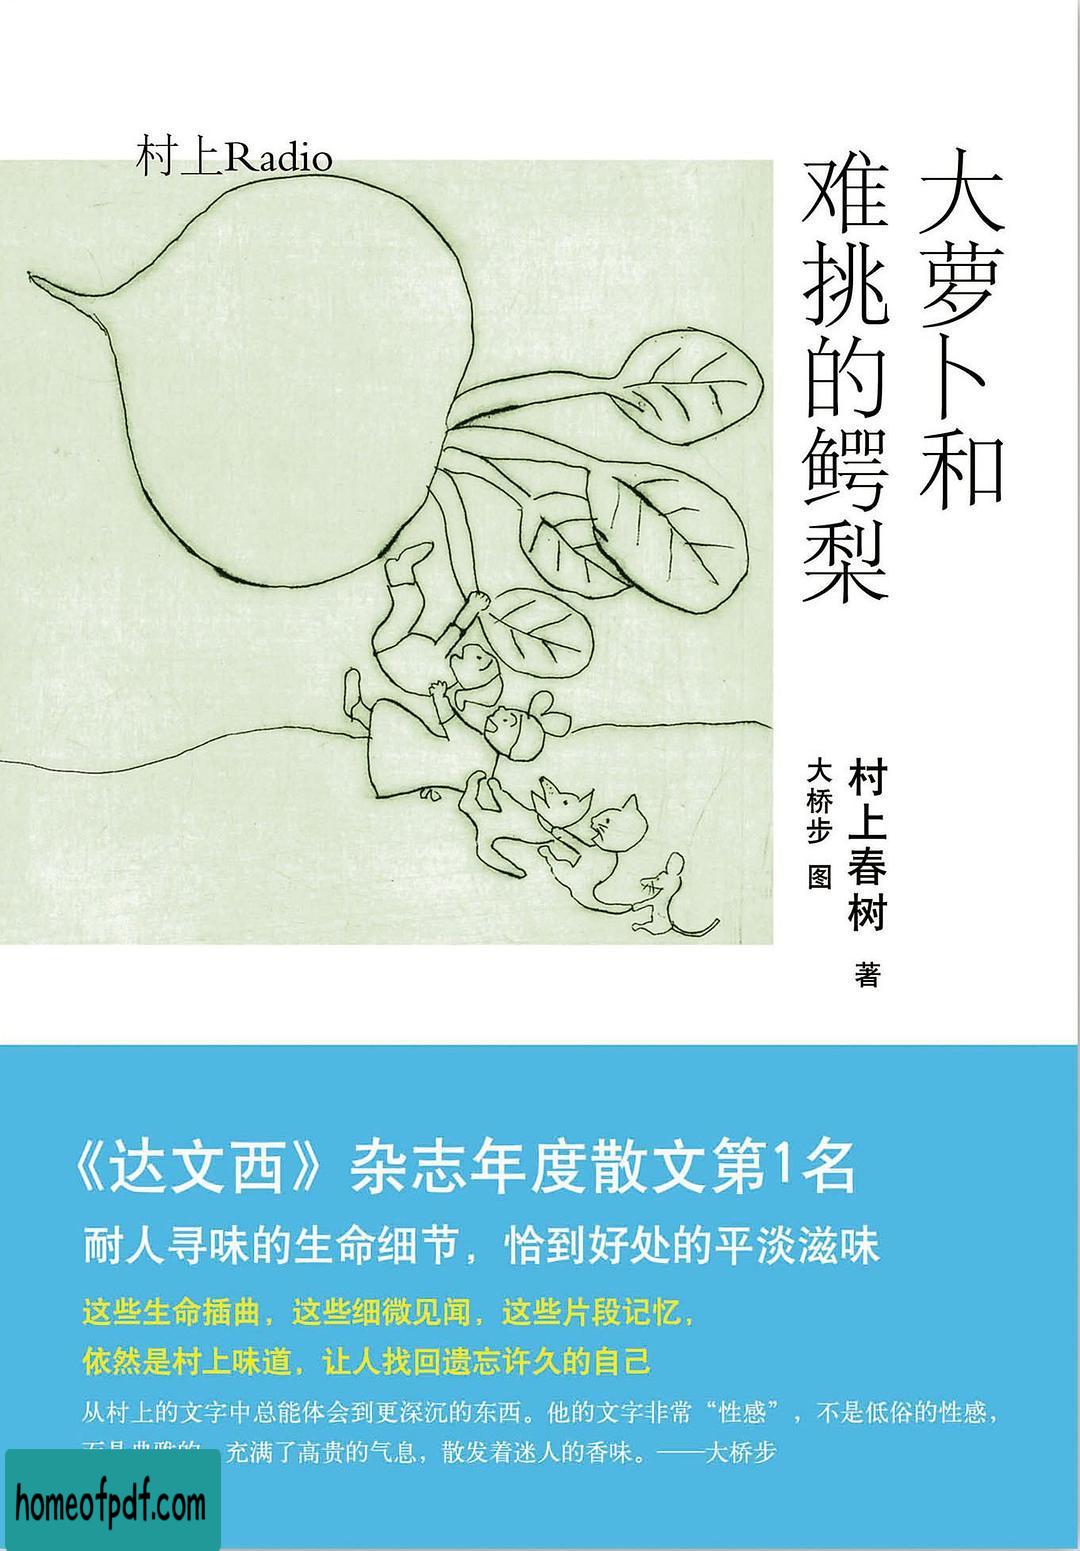 村上Radio
大萝卜和
难挑的鳄梨
村上春树 著
大桥步 图
《达文西》杂志年度散文第1名
耐人寻味的生命细节，恰到好处的平淡滋味
这些生命插曲，这些细微见闻，这些片段记忆，
依然是村上味道，让人找回遗忘许久的自己
从村上的文字中总能体会到更深沉的东西。他的文字非常“性感”，不是低俗的性感，
充满了高贵的气息，散发着迷人的香味。——大桥步
homeofpdf.com